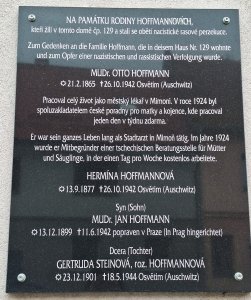 NA PAMÁTKU RODINY HOFFMANNOVÝCH,
kteří žili v tomto domě čp. 129 a stali se obětí nacistické rasové perzekuce.
Zum Gedenken an die Familie Hoffmann, die in deisem Haus Nr. 129 wohnte
und zum Opfer einer nazistischen und rassistischen Verfolgung wurde.
MUDr. OTTO HOFFMANN
✡ 21.2.1865 ✡ 26.10.1942 Osvětim (Auschwitz)
Pracoval celý život jako městský lékař v Mimoni. V roce 1924 byl
spoluzakladatelem české poradny pro matky a kojence, kde pracoval
jeden den v týdnu zdarma.
Er war sein ganzes Leben lang als Stadtarzt in Mimoň tätig. Im Jahre 1924
wurde er Mitbegründer einer tschechischen Beratungsstelle für Mütter
und Säuglinge, in der einen Tag pro Woche kostenlos arbeitete.
HERMÍNA HOFFMANNOVÁ
✡ 13.9.1877 ✡ 26.10.1942 Osvětim (Auschwitz)
Syn (Sohn)
MUDr. JAN HOFFMANN
✡ 13.12.1899 ✡ 11.6.1942 popraven v Praze (In Prag hingerichtet)
Dcera (Tochter)
GERTRUDA STEINOVÁ, roz. HOFFMANNOVÁ
✡ 23.12.1901 ✡ 18.5.1944 Osvětim (Auschwitz)